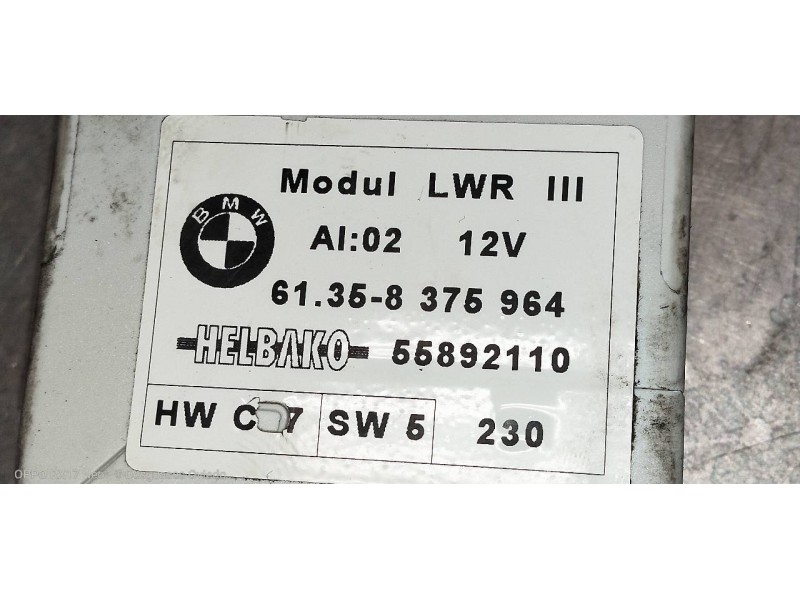 BMW
Modul LWR III
AI:02 12V
61.35-8 375 964
HELBAKO 55892110
HW SW 5 230